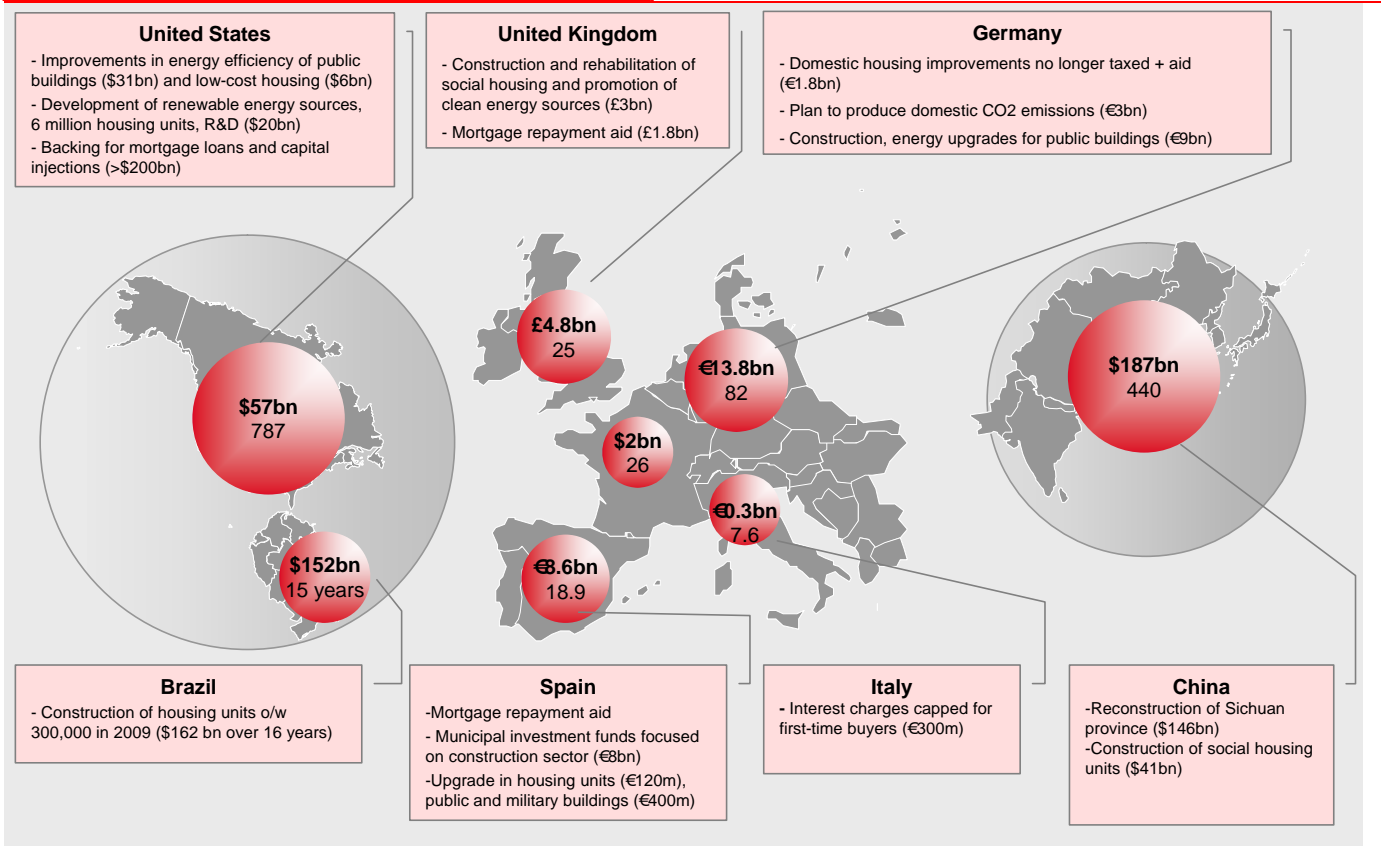 United States
- Improvements in energy efficiency of public
buildings ($31bn) and low-cost housing ($6bn)
- Development of renewable energy sources,
6 million housing units, R&D ($20bn)
- Backing for mortgage loans and capital
injections (>$200bn)
United Kingdom
- Construction and rehabilitation of
social housing and promotion of
clean energy sources (£3bn)
- Mortgage repayment aid (£1.8bn)
Germany
- Domestic housing improvements no longer taxed + aid
(€1.8bn)
- Plan to produce domestic CO2 emissions (€3bn)
- Construction, energy upgrades for public buildings (€9bn)
£4.8bn
25
€13.8bn
82
$187bn
440
$57bn
787
$2bn
26
€0.3bn
7.6
$152bn
15 years
€8.6bn
18.9
Brazil
- Construction of housing units o/w
300,000 in 2009 ($162 bn over 16 years)
Spain
-Mortgage repayment aid
- Municipal investment funds focused
on construction sector (€8bn)
-Upgrade in housing units (€120m),
public and military buildings (€400m)
Italy
- Interest charges capped for
first-time buyers (€300m)
China
-Reconstruction of Sichuan
province ($146bn)
-Construction of social housing
units ($41bn)